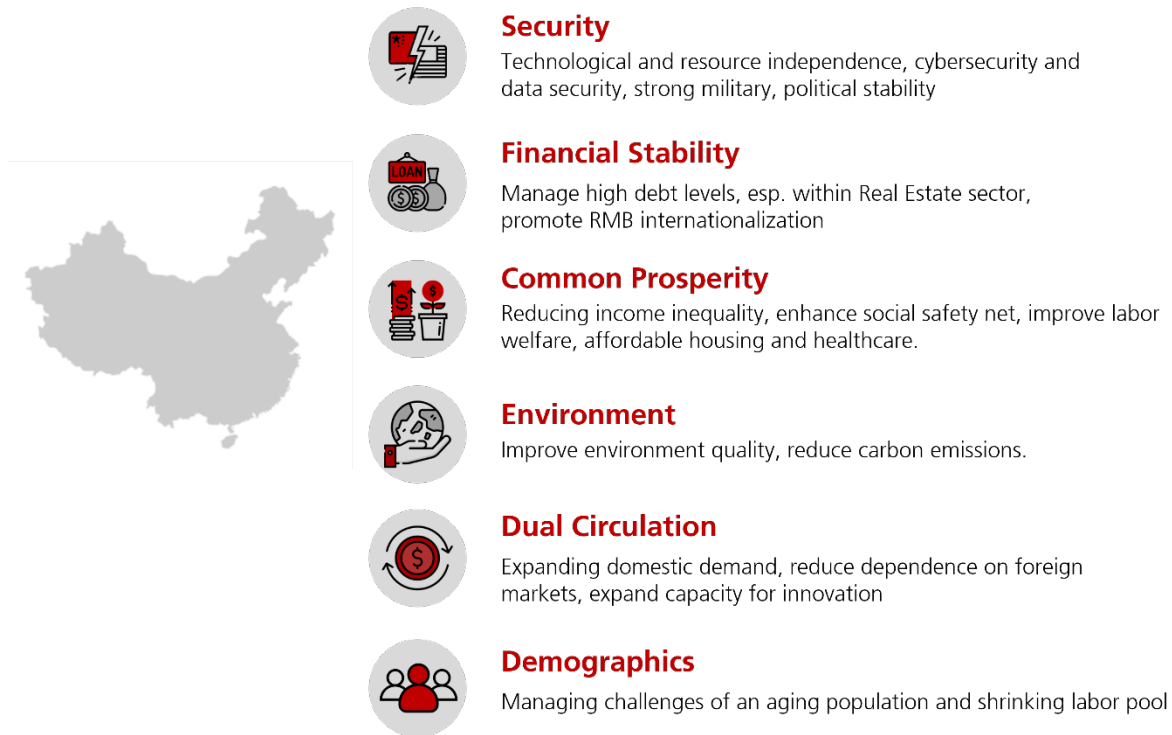 Security
Technological and resource independence, cybersecurity and
data security, strong military, political stability
LOAN
Financial Stability
Manage high debt levels, esp. within Real Estate sector,
promote RMB internationalization
Common Prosperity
Reducing income inequality, enhance social safety net, improve labor
welfare, affordable housing and healthcare.
Environment
Improve environment quality, reduce carbon emissions.
Dual Circulation
Expanding domestic demand, reduce dependence on foreign
markets, expand capacity for innovation
Demographics
Managing challenges of an aging population and shrinking labor pool